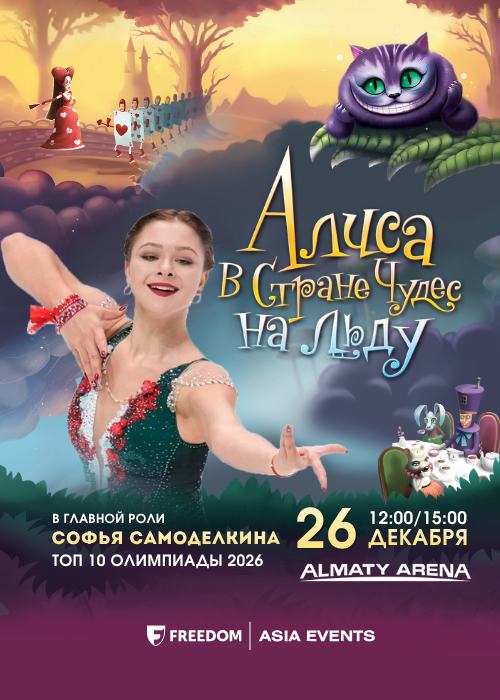 Алиса
в Стране Чудес
на льду
В ГЛАВНОЙ РОЛИ
СОФЬЯ САМОДЕЛКИНА
ТОП 10 ОЛИМПИАДЫ 2026
26
12:00/15:00
ДЕКАБРЯ
ALMATY ARENA
FREEDOM | ASIA EVENTS